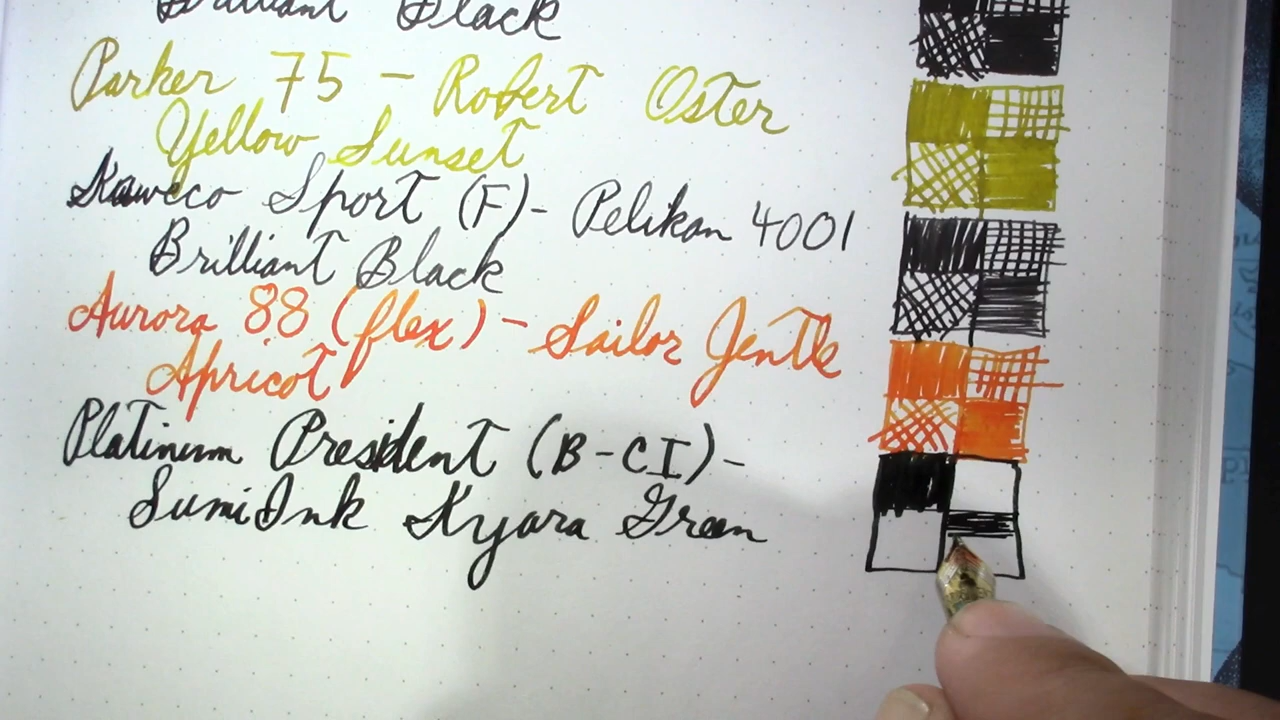 Brilliant Black
Parker 75 - Robert Oster
Yellow Sunset
Kaweco Sport (F)- Pelikan 4001
Brilliant Black
Aurora 88 (flex) - Sailor Jentle
Apricot
Platinum President (B-CI)-
SumiInk Kyara Green